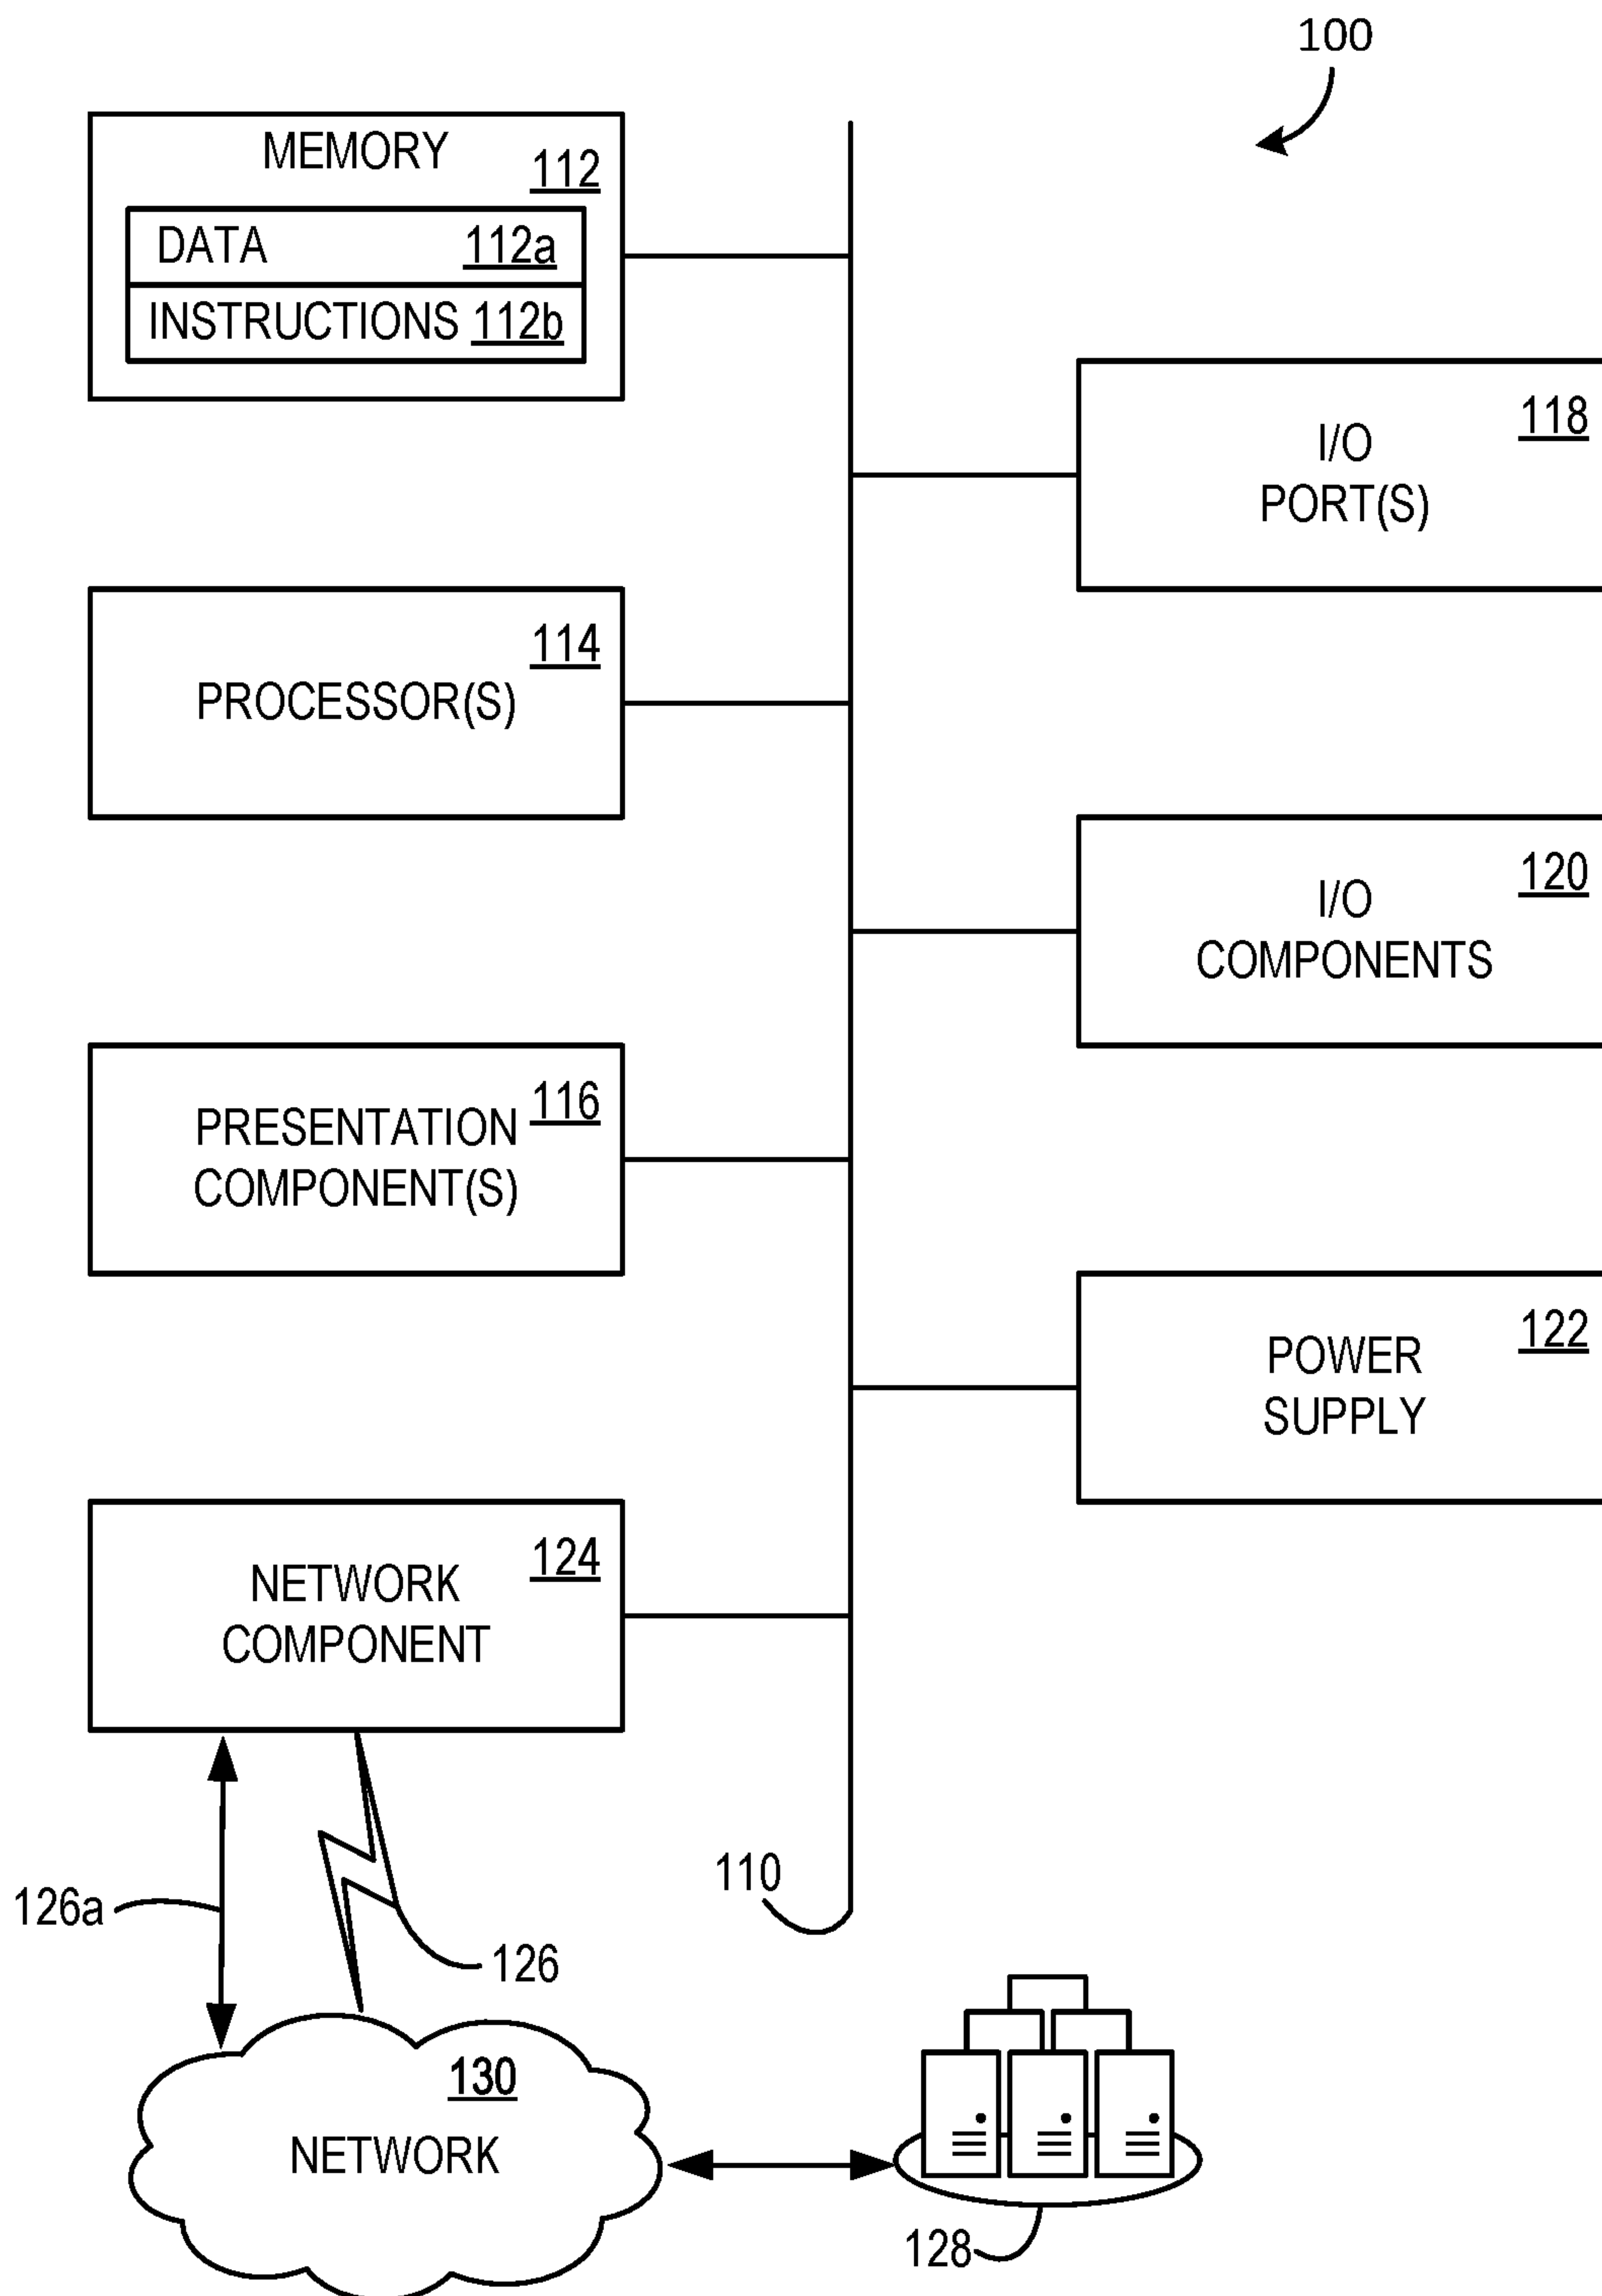 100
MEMORY
112
DATA 112a
INSTRUCTIONS 112b
118
I/O
PORT(S)
114
PROCESSOR(S)
120
I/O
COMPONENTS
116
PRESENTATION
COMPONENT(S)
122
POWER
SUPPLY
124
NETWORK
COMPONENT
110
126a
126
130
NETWORK
128